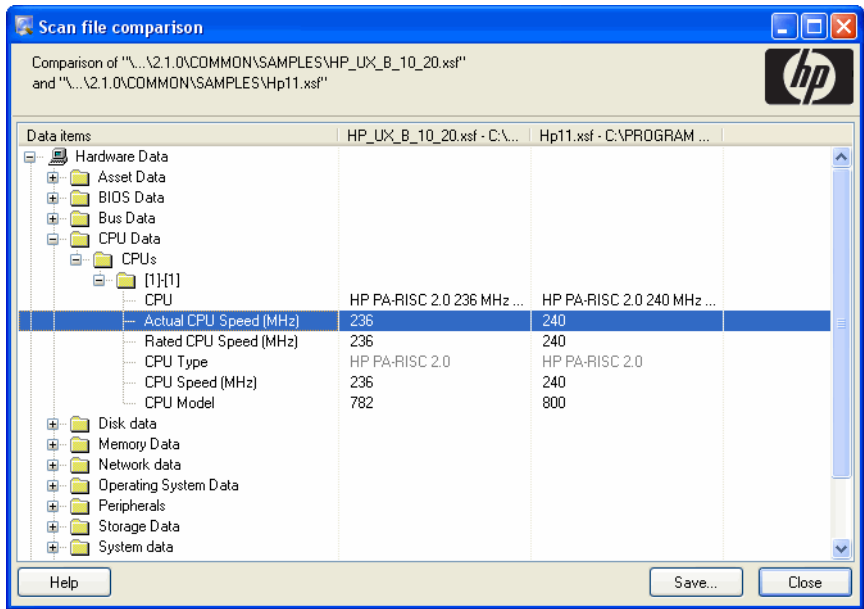 Scan file comparison
Comparison of "\...\2.1.0\COMMON\SAMPLES\HP_UX_B_10_20.xsf"
and "\...\2.1.0\COMMON\SAMPLES\Hp11.xsf"
hp
Data items HP_UX_B_10_20.xsf - C:\... Hp11.xsf - C:\PROGRAM ...
Hardware Data
Asset Data
BIOS Data
Bus Data
CPU Data
CPUs
[1]-[1]
CPU HP PA-RISC 2.0 236 MHz ... HP PA-RISC 2.0 240 MHz ...
Actual CPU Speed (MHz) 236 240
Rated CPU Speed (MHz) 236 240
CPU Type HP PA-RISC 2.0 HP PA-RISC 2.0
CPU Speed (MHz) 236 240
CPU Model 782 800
Disk data
Memory Data
Network data
Operating System Data
Peripherals
Storage Data
System data
Help Save... Close